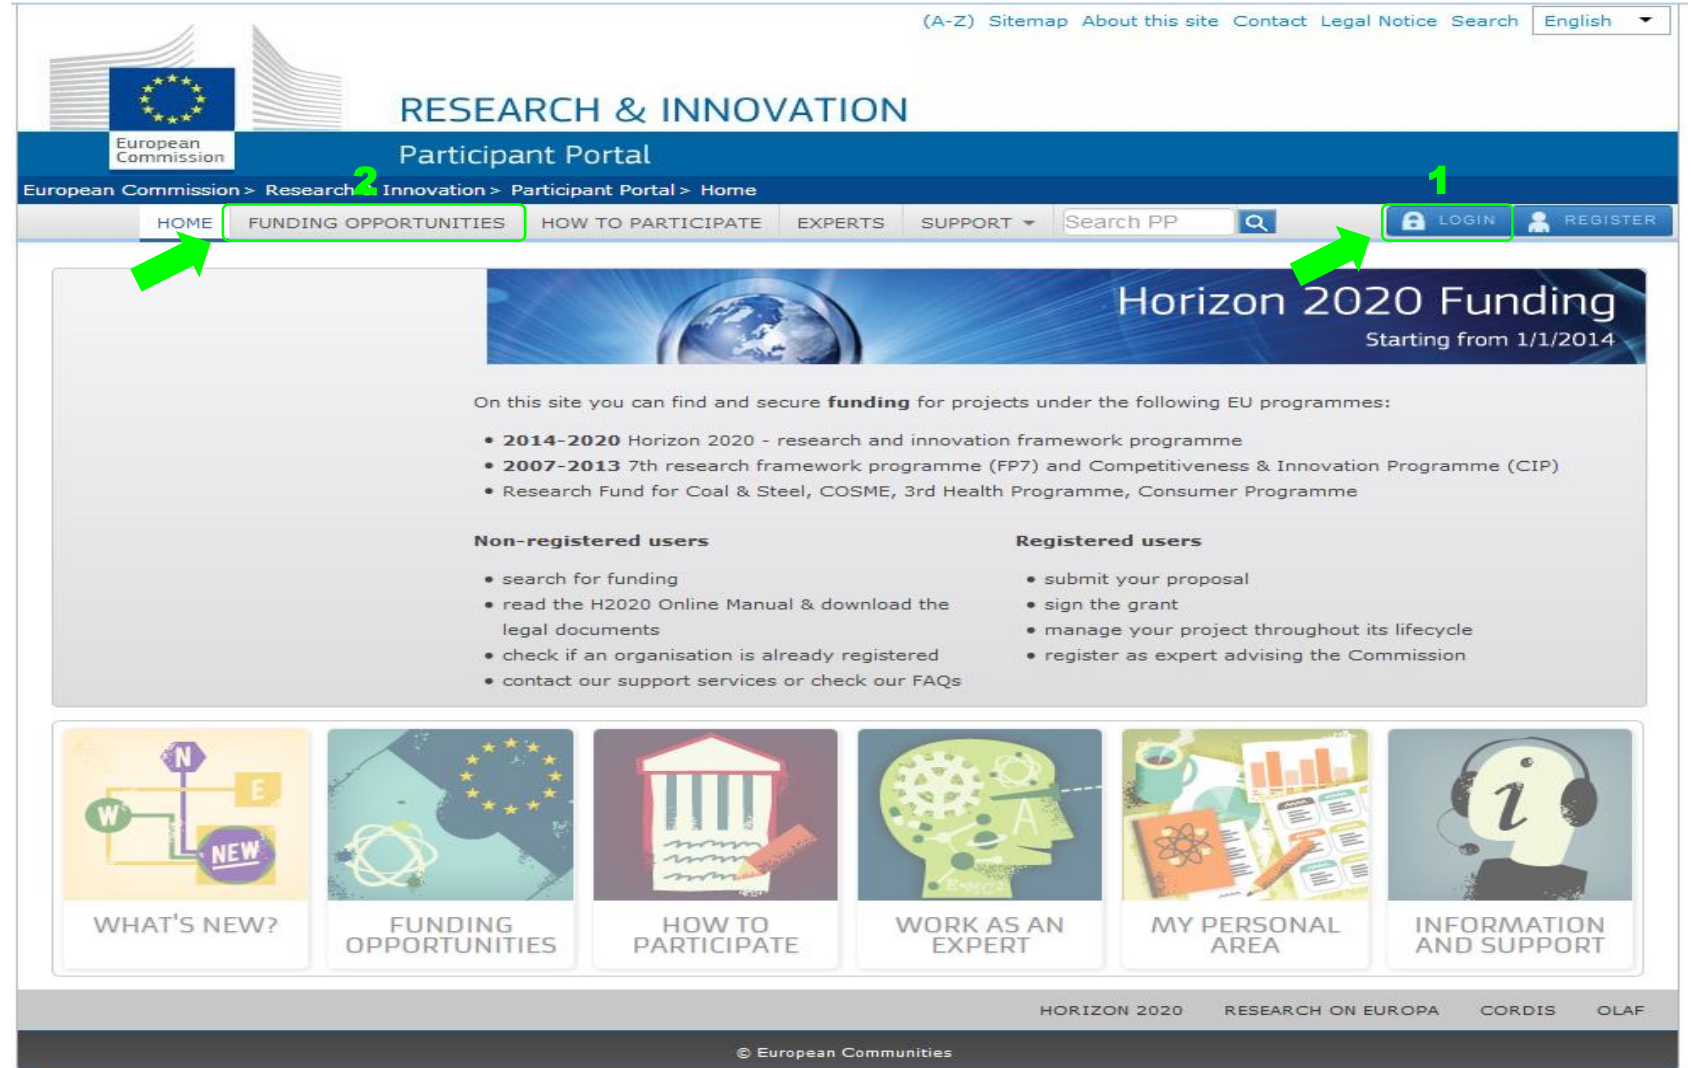 (A-Z) Sitemap About this site Contact Legal Notice Search English
RESEARCH & INNOVATION
European
Commission
Participant Portal
2
1
European Commission > Research & Innovation > Participant Portal > Home
HOME FUNDING OPPORTUNITIES HOW TO PARTICIPATE EXPERTS SUPPORT Search PP LOGIN REGISTER
Horizon 2020 Funding
Starting from 1/1/2014
On this site you can find and secure funding for projects under the following EU programmes:
• 2014-2020 Horizon 2020 - research and innovation framework programme
• 2007-2013 7th research framework programme (FP7) and Competitiveness & Innovation Programme (CIP)
• Research Fund for Coal & Steel, COSME, 3rd Health Programme, Consumer Programme
Non-registered users
• search for funding
• read the H2020 Online Manual & download the
legal documents
• check if an organisation is already registered
• contact our support services or check our FAQs
Registered users
• submit your proposal
• sign the grant
• manage your project throughout its lifecycle
• register as expert advising the Commission
N
E
W
NEW
A
E=MC2
i
WHAT'S NEW?
FUNDING
OPPORTUNITIES
HOW TO
PARTICIPATE
WORK AS AN
EXPERT
MY PERSONAL
AREA
INFORMATION
AND SUPPORT
HORIZON 2020 RESEARCH ON EUROPA CORDIS OLAF
© European Communities